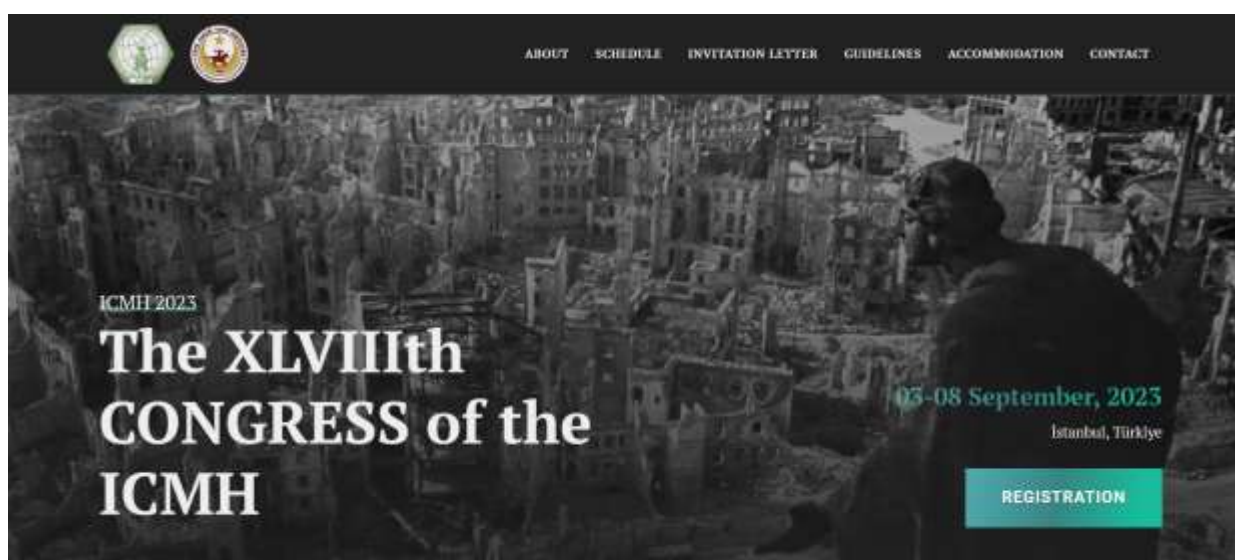 ABOUT SCHEDULE INVITATION LETTER GUIDELINES ACCOMMODATION CONTACT
ICMH 2023
The XLVIIIth
CONGRESS of the
ICMH
03-08 September, 2023
İstanbul, Türkiye
REGISTRATION